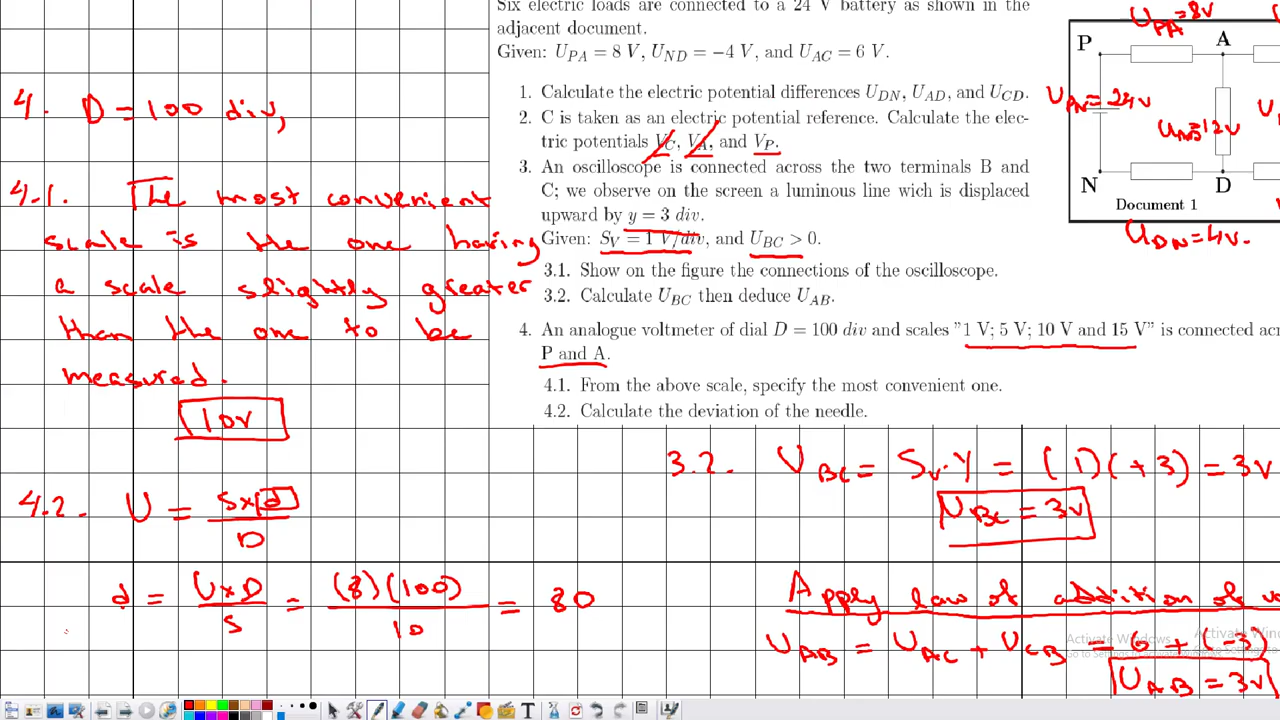 Six electric loads are connected to a 24 V battery as shown in the
adjacent document.
Given: U_PA = 8 V, U_ND = −4 V, and U_AC = 6 V.
1. Calculate the electric potential differences U_DN, U_AD, and U_CD.
2. C is taken as an electric potential reference. Calculate the elec-
tric potentials V_C, V_A, and V_P.
3. An oscilloscope is connected across the two terminals B and
C; we observe on the screen a luminous line wich is displaced
upward by y = 3 div.
Given: S_V = 1 V/div, and U_BC > 0.
3.1. Show on the figure the connections of the oscilloscope.
3.2. Calculate U_BC then deduce U_AB.
4. An analogue voltmeter of dial D = 100 div and scales "1 V; 5 V; 10 V and 15 V" is connected
P and A.
4.1. From the above scale, specify the most convenient one.
4.2. Calculate the deviation of the needle.
U_PA = 8V
P
A
U_PN = 24V
U_AD = 12V
N
D
Document 1
U_DN = 4V.
4. D = 100 div,
4.1. The most convenient
scale is the one having
a scale slightly greater
than the one to be
measured.
10V
4.2. U = S×d / D
d = U×D / S = (8)(100) / 10 = 80
3.2. U_BC = S_V.Y = (1)(+3) = 3V
U_BC = 3V
Apply law of addition of
U_AB = U_AC + U_CB = 6 + (-3)
U_AB = 3V
Activate Windows
Go to Settings to activate Windows.